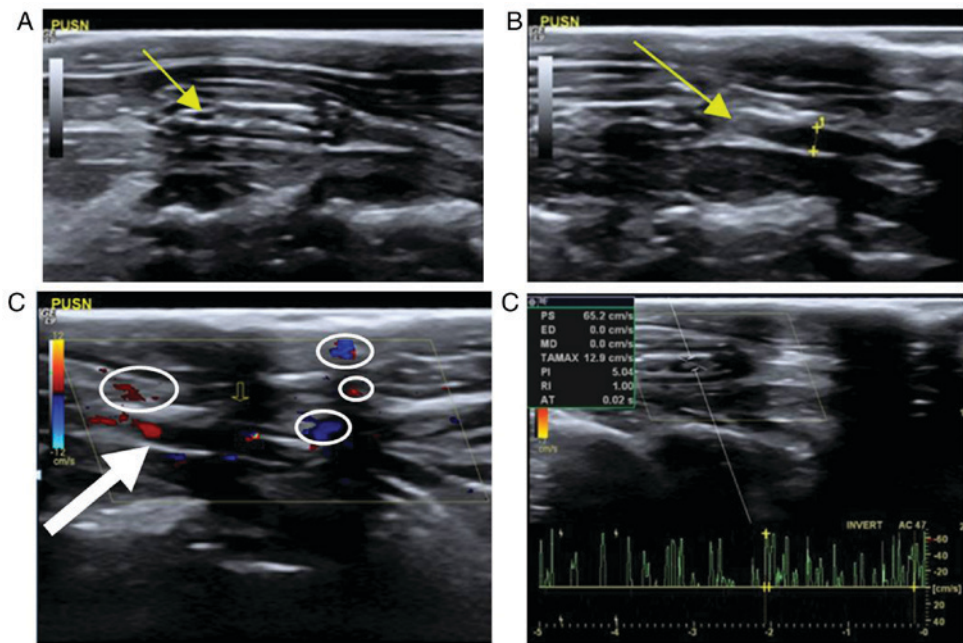 A
PUSN
B
PUSN
1
C
PUSN
12
-12
cm/s
C
PS 65.2 cm/s
ED 0.0 cm/s
MD 0.0 cm/s
TAMAX 12.9 cm/s
PI 5.04
RI 1.00
AT 0.02 s
cm/s
INVERT AC 47
-60
-40
-20
[cm/s]
20
40
-5 -3 -2 -1 -0